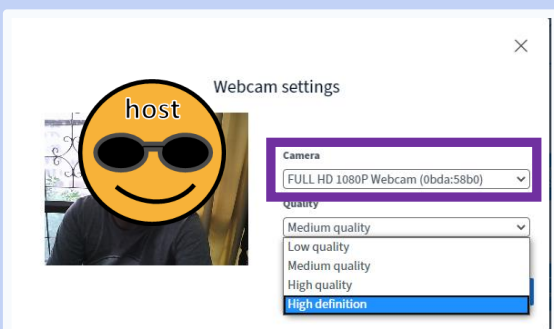 Webcam settings
host
Camera
FULL HD 1080P Webcam (0bda:58b0)
Quality
Medium quality
Low quality
Medium quality
High quality
High definition